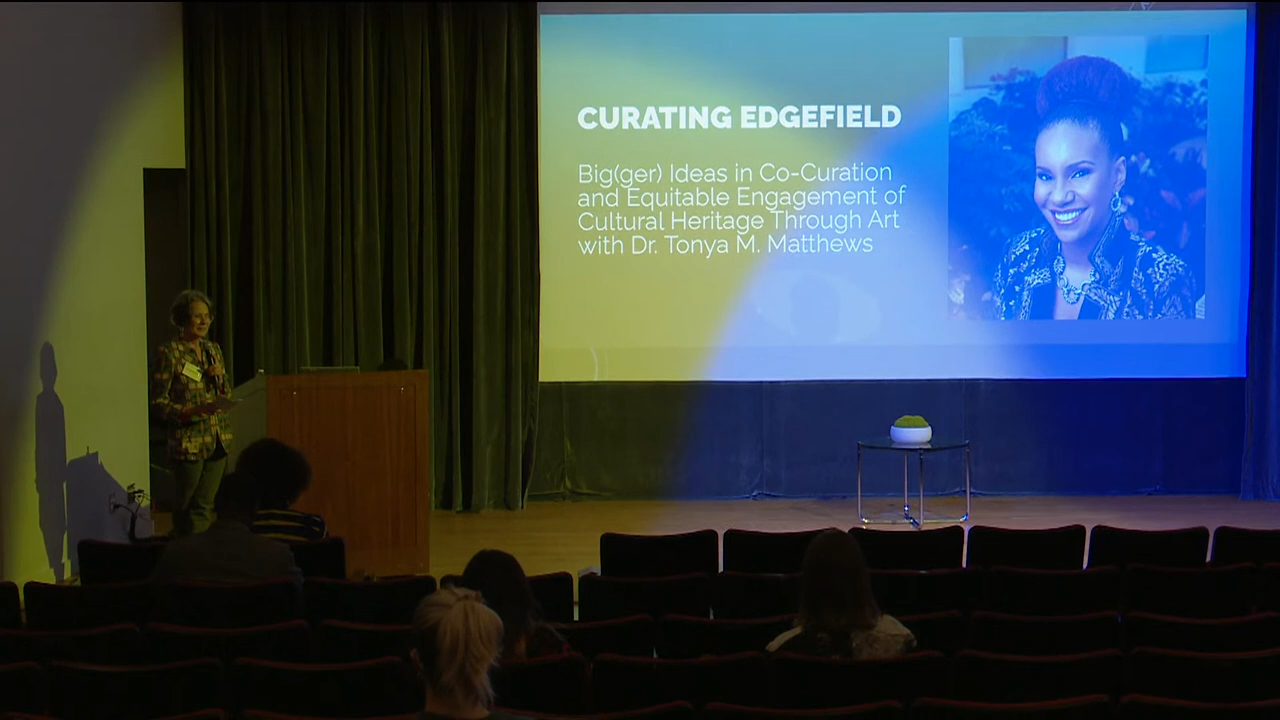 CURATING EDGEFIELD
Big(ger) Ideas in Co-Curation
and Equitable Engagement of
Cultural Heritage Through Art
with Dr. Tonya M. Matthews